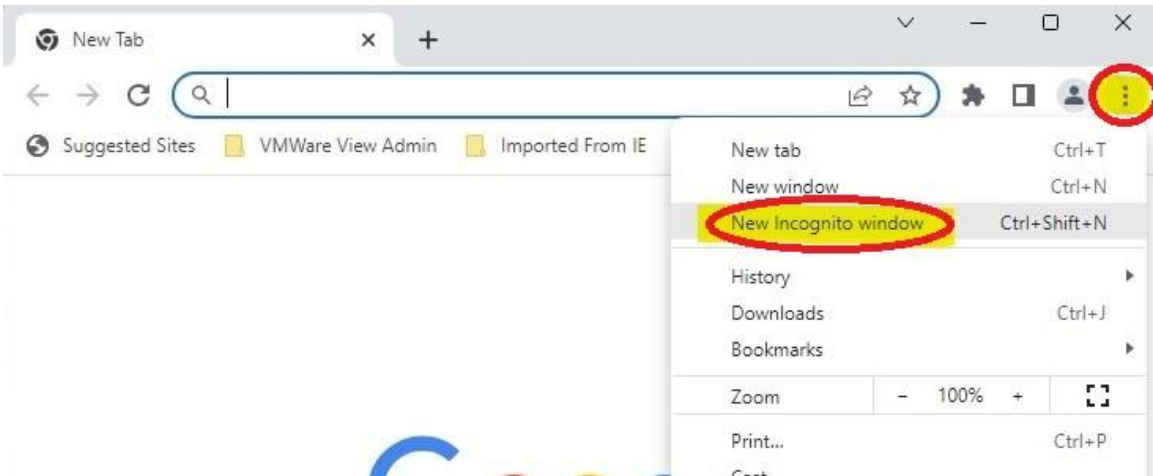 New Tab
Suggested Sites VMWare View Admin Imported From IE
New tab Ctrl+T
New window Ctrl+N
New Incognito window Ctrl+Shift+N
History
Downloads Ctrl+J
Bookmarks
Zoom - 100% +
Print... Ctrl+P